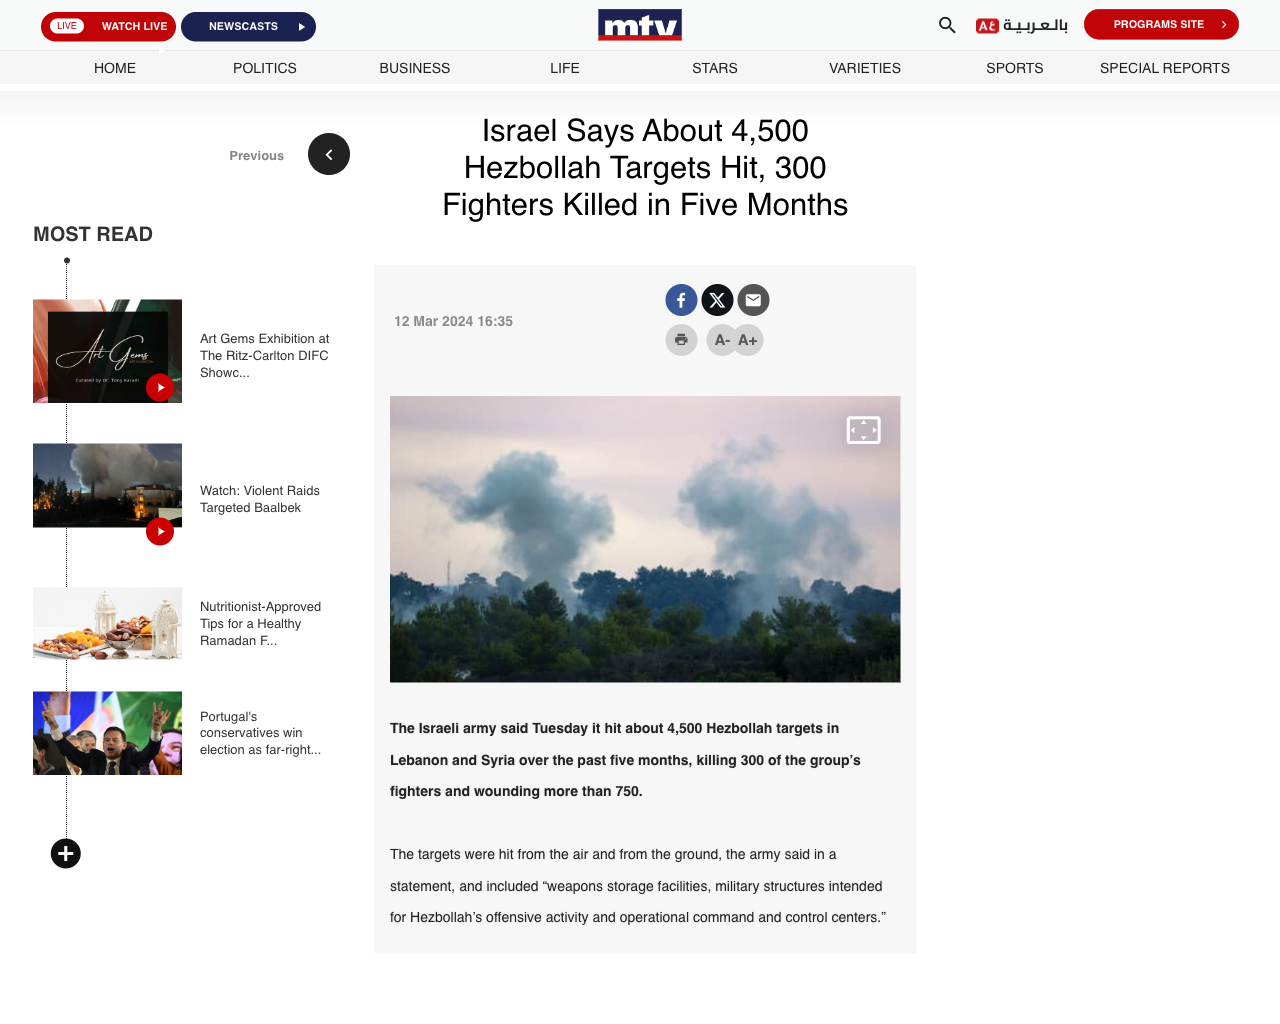 LIVE WATCH LIVE
NEWSCASTS
mtv
Aع بالعربية
PROGRAMS SITE
HOME
POLITICS
BUSINESS
LIFE
STARS
VARIETIES
SPORTS
SPECIAL REPORTS
Previous
Israel Says About 4,500
Hezbollah Targets Hit, 300
Fighters Killed in Five Months
MOST READ
Art Gems
Curated by Dr. Tony Karam
Art Gems Exhibition at
The Ritz-Carlton DIFC
Showc...
Watch: Violent Raids
Targeted Baalbek
Nutritionist-Approved
Tips for a Healthy
Ramadan F...
Portugal's
conservatives win
election as far-right...
12 Mar 2024 16:35
A- A+
The Israeli army said Tuesday it hit about 4,500 Hezbollah targets in
Lebanon and Syria over the past five months, killing 300 of the group’s
fighters and wounding more than 750.
The targets were hit from the air and from the ground, the army said in a
statement, and included “weapons storage facilities, military structures intended
for Hezbollah’s offensive activity and operational command and control centers.”